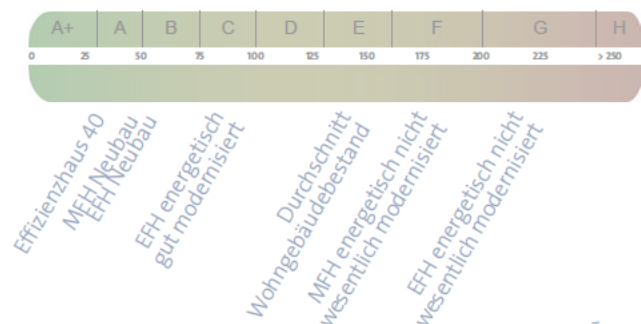 A+ A B C D E F G H
0 25 50 75 100 125 150 175 200 225 > 250
Effizienzhaus 40
MFH Neubau
EFH Neubau
EFH energetisch
gut modernisiert
Durchschnitt
Wohngebäudebestand
MFH energetisch nicht
wesentlich modernisiert
EFH energetisch nicht
wesentlich modernisiert